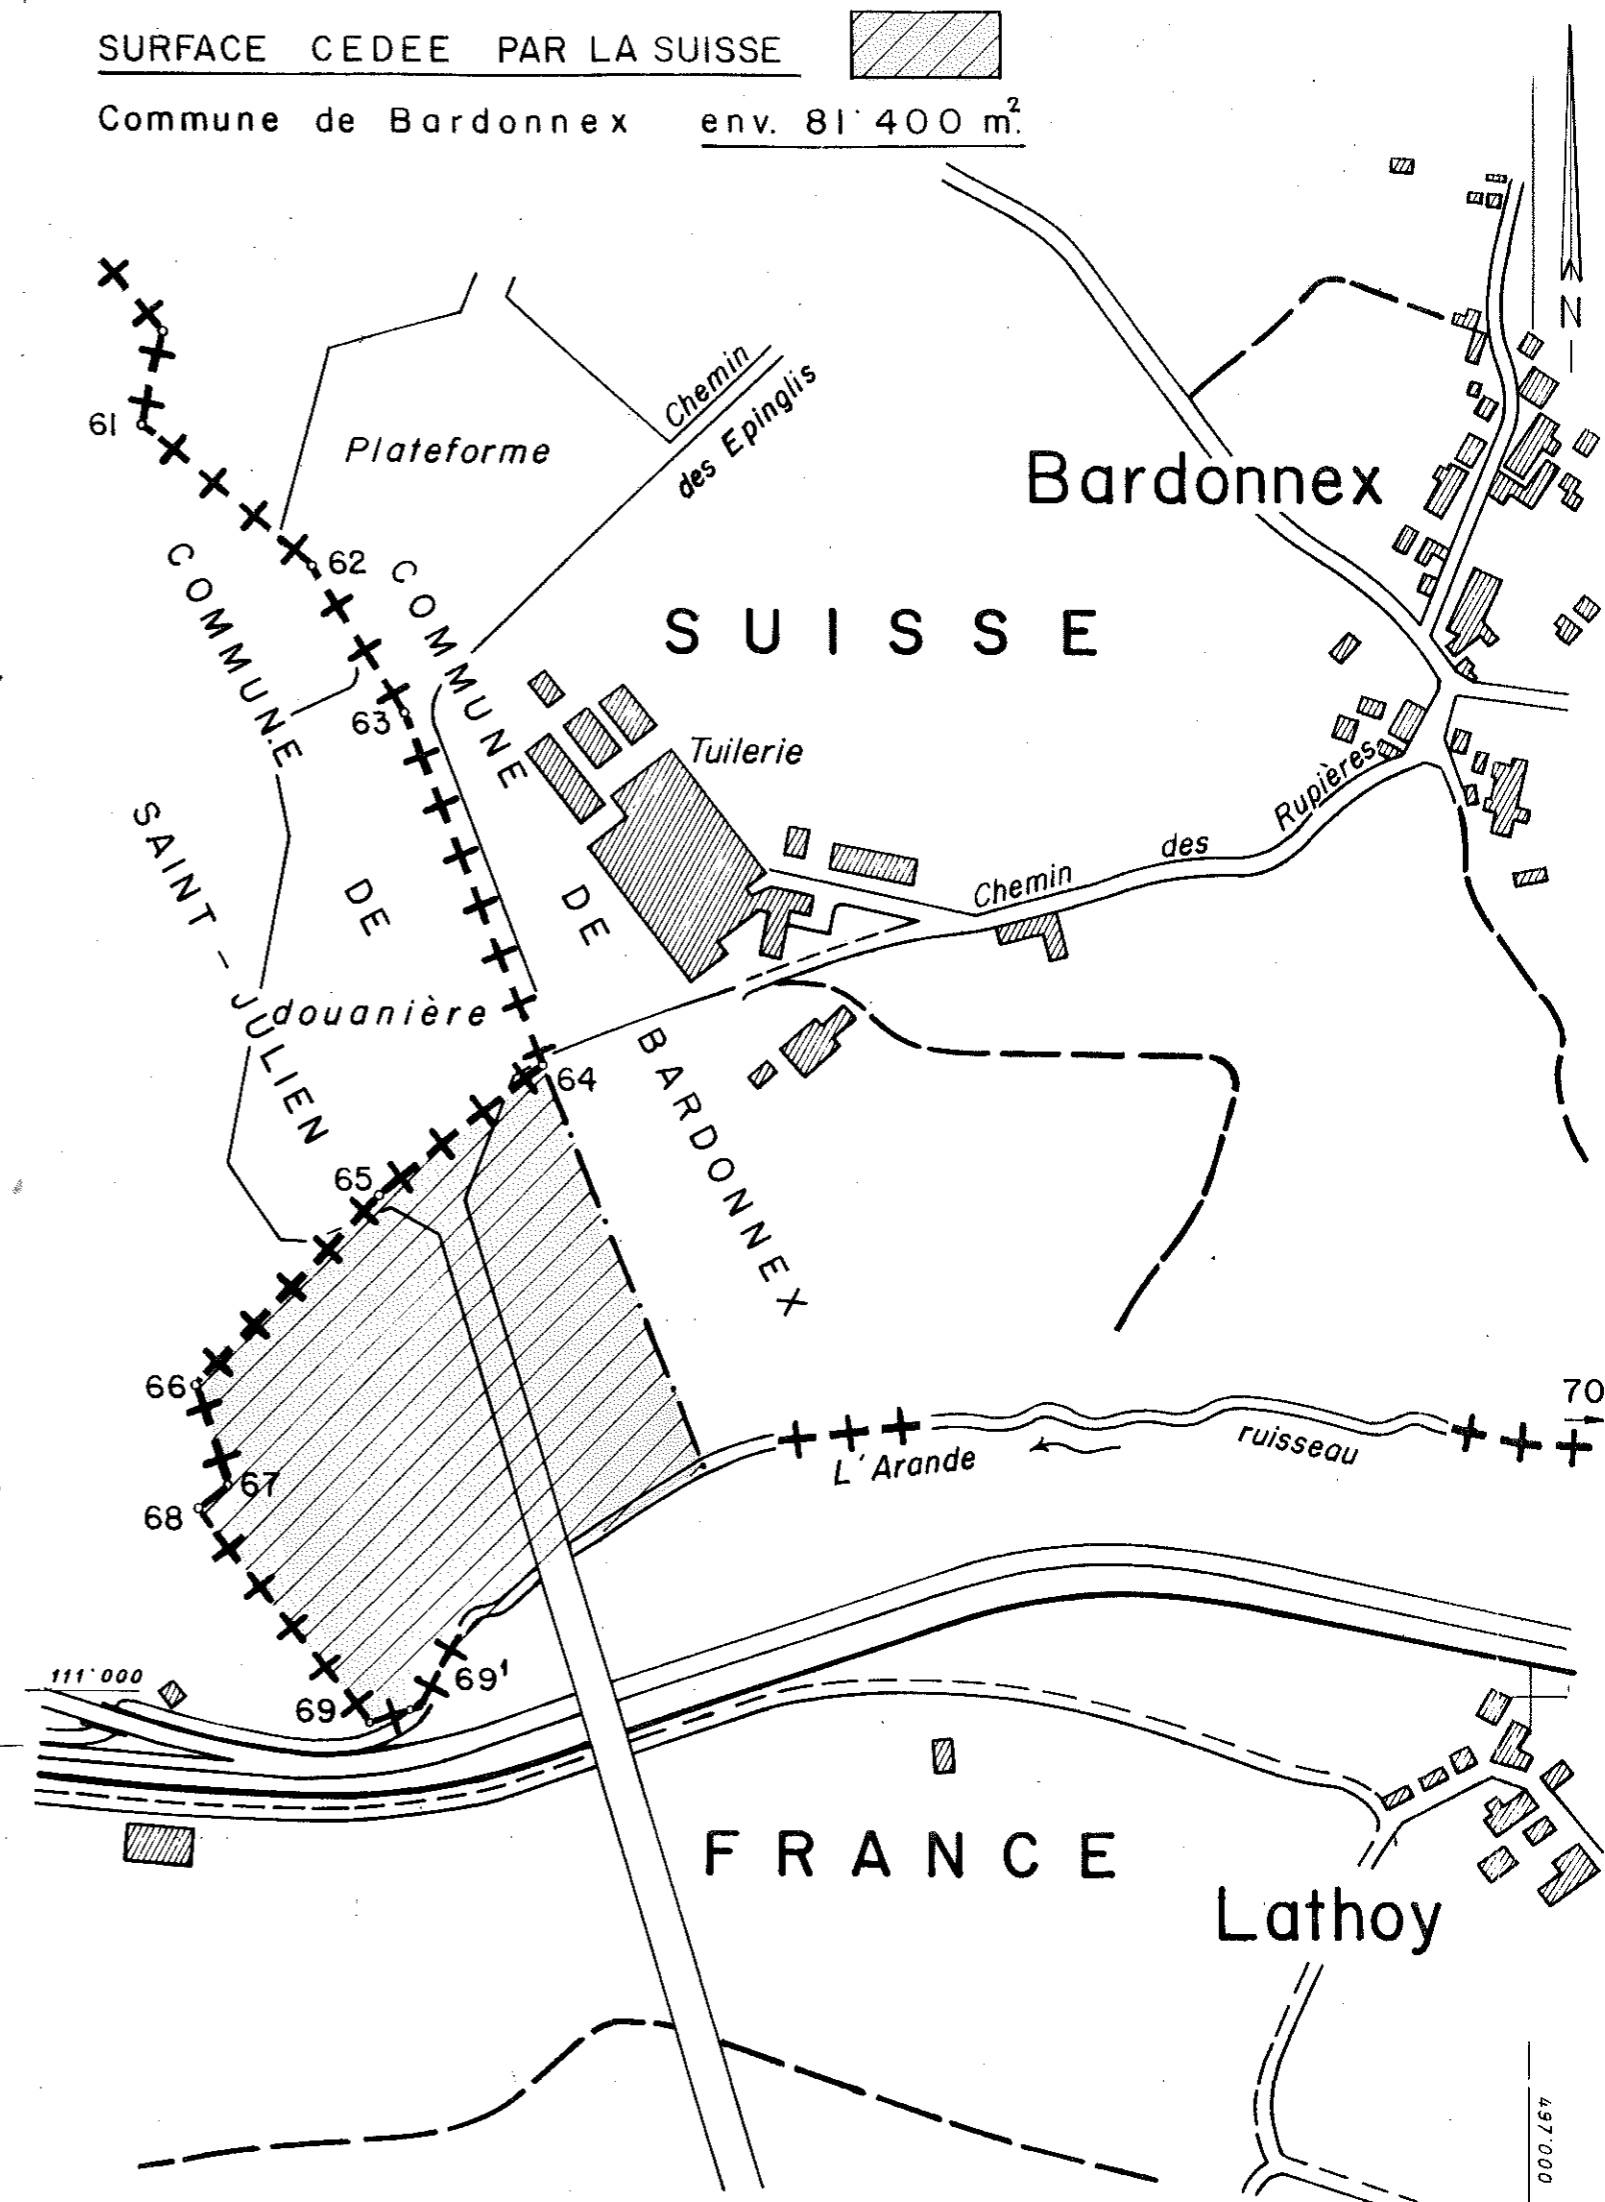 SURFACE CEDEE PAR LA SUISSE
Commune de Bardonnex env. 81'400 m².
N
61
Plateforme
Chemin
des Epinglis
Bardonnex
62
COMMUNE
COMMUNE
SUISSE
63
Tuilerie
Chemin des Rupières
SAINT-JULIEN
DE
DE
douanière
64
BARDONNEX
65
66
67
68
70
L'Arande
ruisseau
69
69¹
111'000
FRANCE
Lathoy
497'000